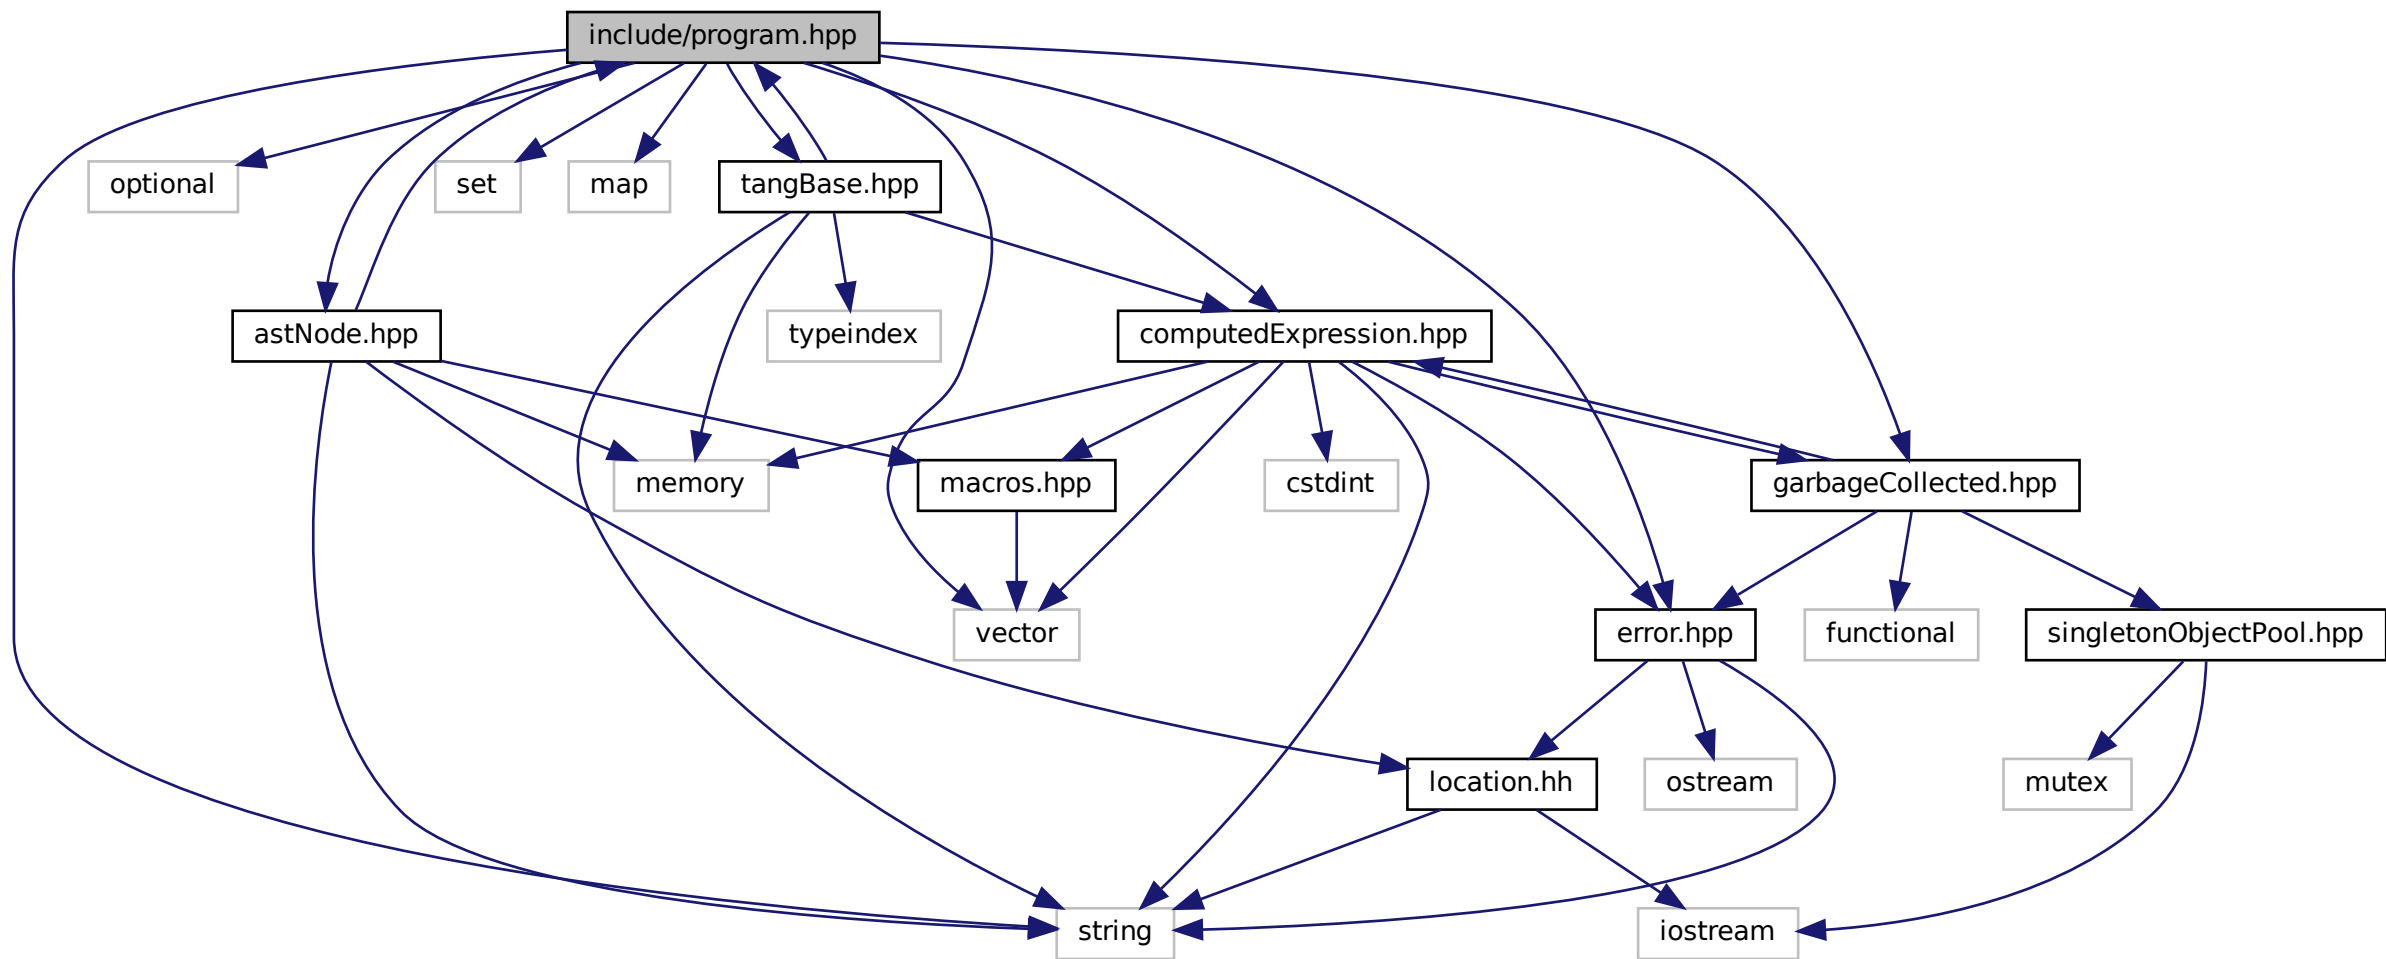 include/program.hpp
optional
set
map
tangBase.hpp
astNode.hpp
typeindex
computedExpression.hpp
memory
macros.hpp
cstdint
garbageCollected.hpp
vector
error.hpp
functional
singletonObjectPool.hpp
location.hh
ostream
mutex
string
iostream